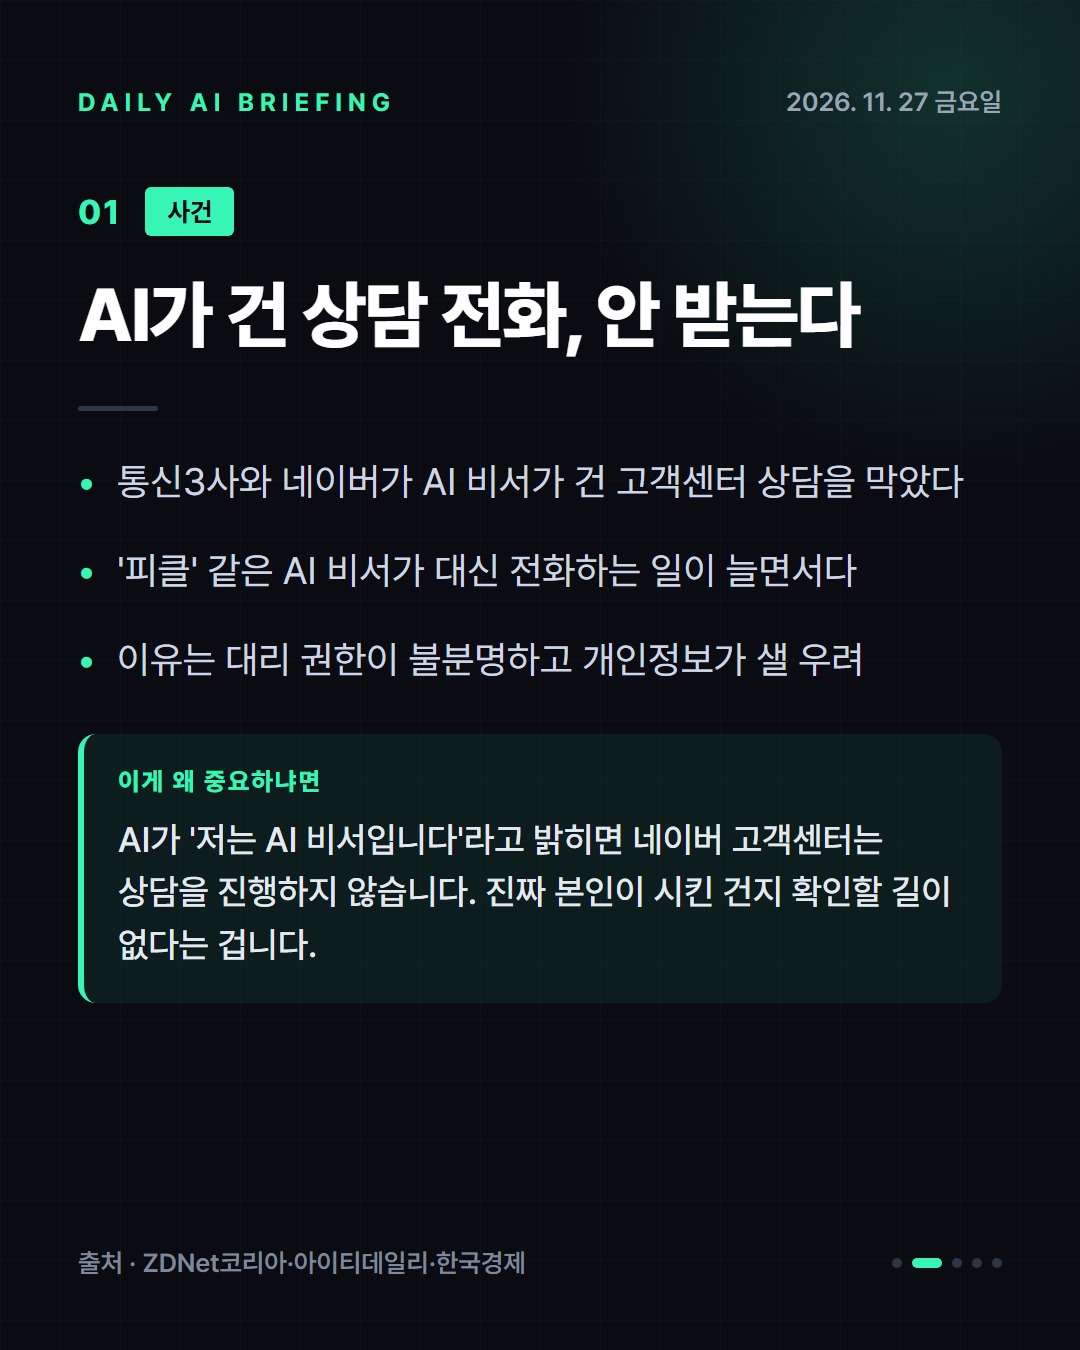 DAILY AI BRIEFING
2026. 11. 27 금요일
01 사건
AI가 건 상담 전화, 안 받는다
• 통신3사와 네이버가 AI 비서가 건 고객센터 상담을 막았다
• '피클' 같은 AI 비서가 대신 전화하는 일이 늘면서다
• 이유는 대리 권한이 불분명하고 개인정보가 샐 우려
이게 왜 중요하냐면
AI가 '저는 AI 비서입니다'라고 밝히면 네이버 고객센터는
상담을 진행하지 않습니다. 진짜 본인이 시킨 건지 확인할 길이
없다는 겁니다.
출처 · ZDNet코리아·아이티데일리·한국경제